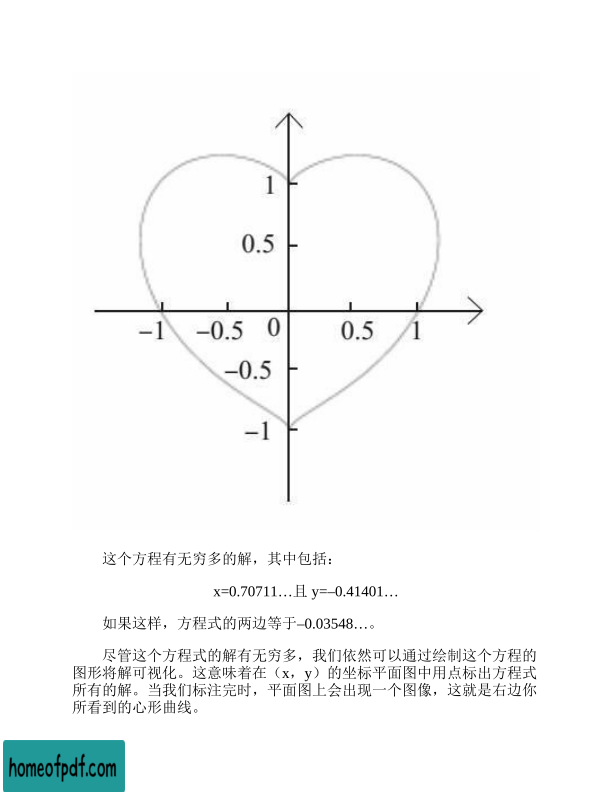 1
0.5
−1
−0.5
0
0.5
1
−0.5
−1
这个方程有无穷多的解，其中包括：
x=0.70711…且 y=–0.41401…
如果这样，方程式的两边等于–0.03548…。
尽管这个方程式的解有无穷多，我们依然可以通过绘制这个方程的
图形将解可视化。这意味着在（x，y）的坐标平面图中用点标出方程式
所有的解。当我们标注完时，平面图上会出现一个图像，这就是右边你
所看到的心形曲线。
homeofpdf.com